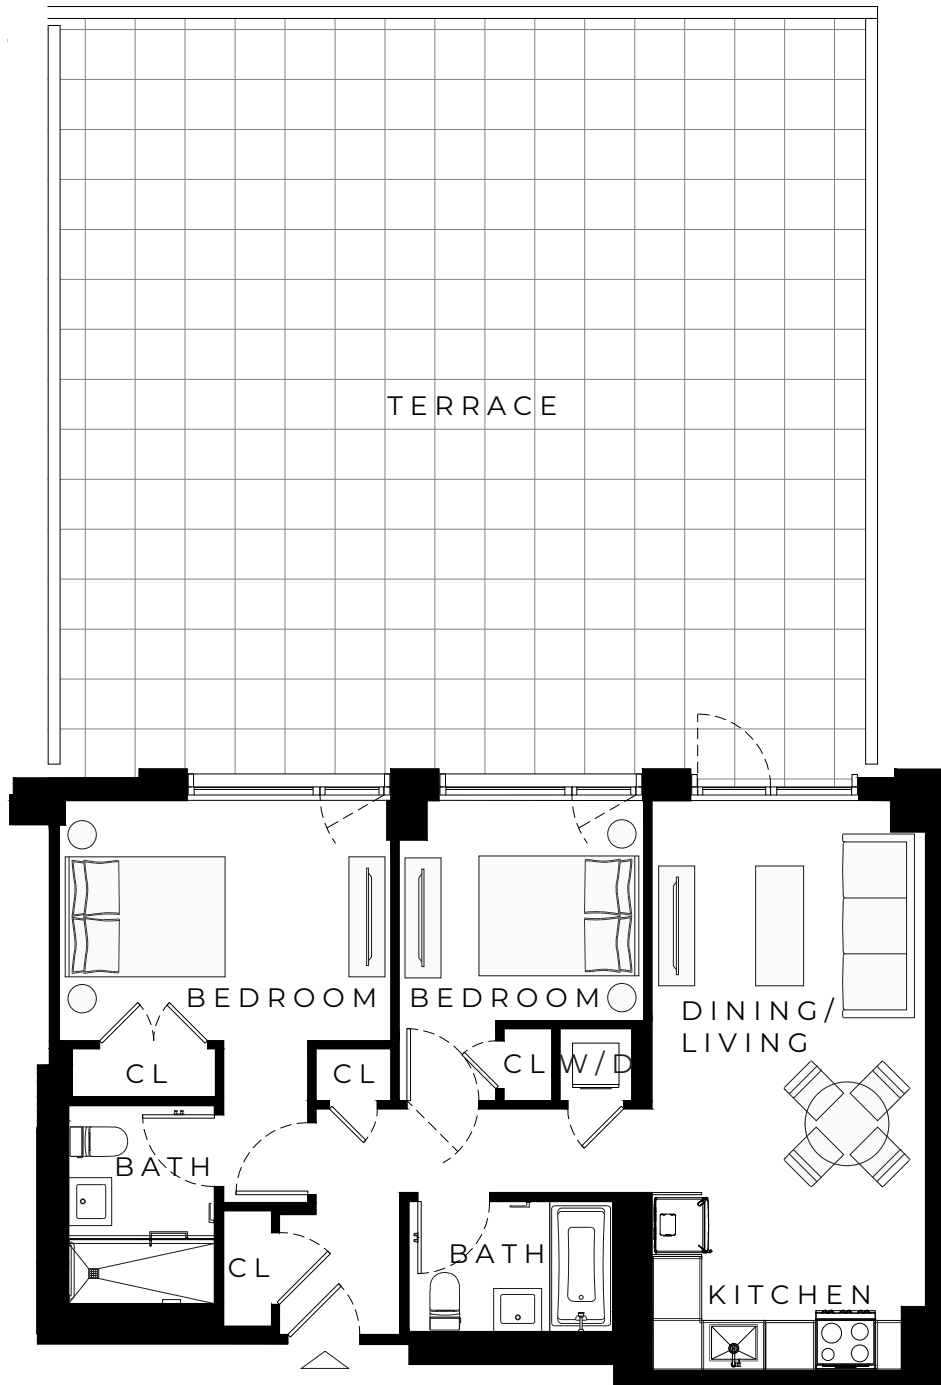 TERRACE
BEDROOM
BEDROOM
DINING/
LIVING
CL
CL
CL
W/D
BATH
CL
BATH
KITCHEN